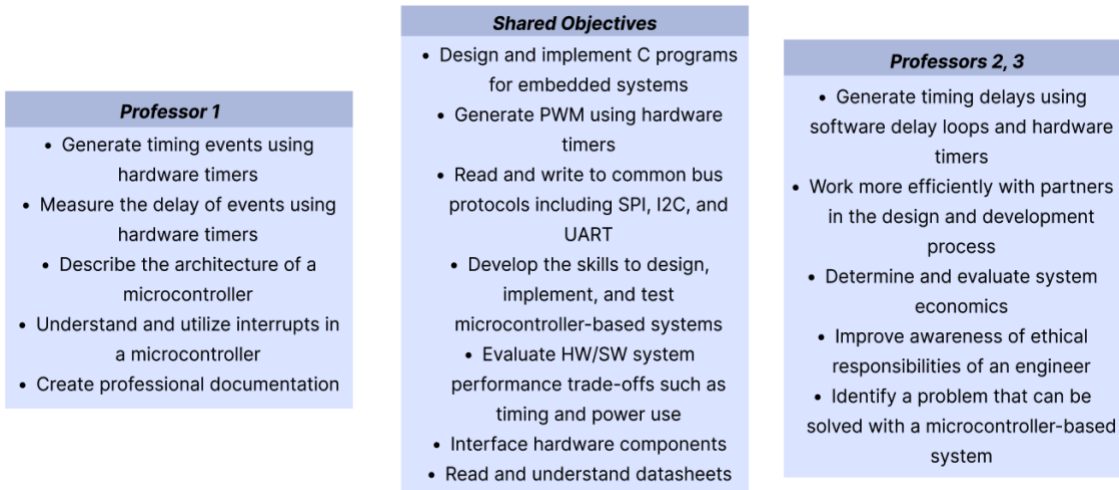 Professor 1
• Generate timing events using
hardware timers
• Measure the delay of events using
hardware timers
• Describe the architecture of a
microcontroller
• Understand and utilize interrupts in
a microcontroller
• Create professional documentation
Shared Objectives
• Design and implement C programs
for embedded systems
• Generate PWM using hardware
timers
• Read and write to common bus
protocols including SPI, I2C, and
UART
• Develop the skills to design,
implement, and test
microcontroller-based systems
• Evaluate HW/SW system
performance trade-offs such as
timing and power use
• Interface hardware components
• Read and understand datasheets
Professors 2, 3
• Generate timing delays using
software delay loops and hardware
timers
• Work more efficiently with partners
in the design and development
process
• Determine and evaluate system
economics
• Improve awareness of ethical
responsibilities of an engineer
• Identify a problem that can be
solved with a microcontroller-based
system